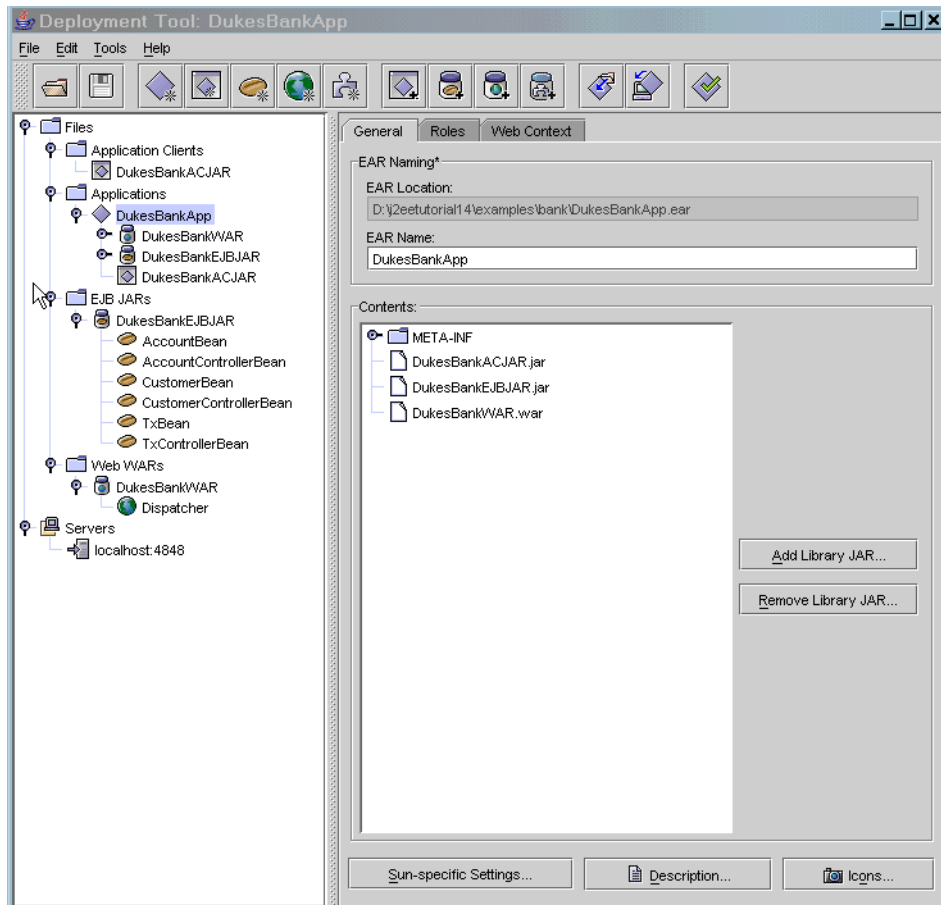 Deployment Tool: DukesBankApp
File Edit Tools Help
Files
Application Clients
DukesBankACJAR
Applications
DukesBankApp
DukesBankWAR
DukesBankEJBJAR
DukesBankACJAR
EJB JARs
DukesBankEJBJAR
AccountBean
AccountControllerBean
CustomerBean
CustomerControllerBean
TxBean
TxControllerBean
Web WARs
DukesBankWAR
Dispatcher
Servers
localhost:4848
General Roles Web Context
EAR Naming*
EAR Location:
D:\j2eetutorial14\examples\bank\DukesBankApp.ear
EAR Name:
DukesBankApp
Contents:
META-INF
DukesBankACJAR.jar
DukesBankEJBJAR.jar
DukesBankWAR.war
Add Library JAR...
Remove Library JAR...
Sun-specific Settings... Description... Icons...